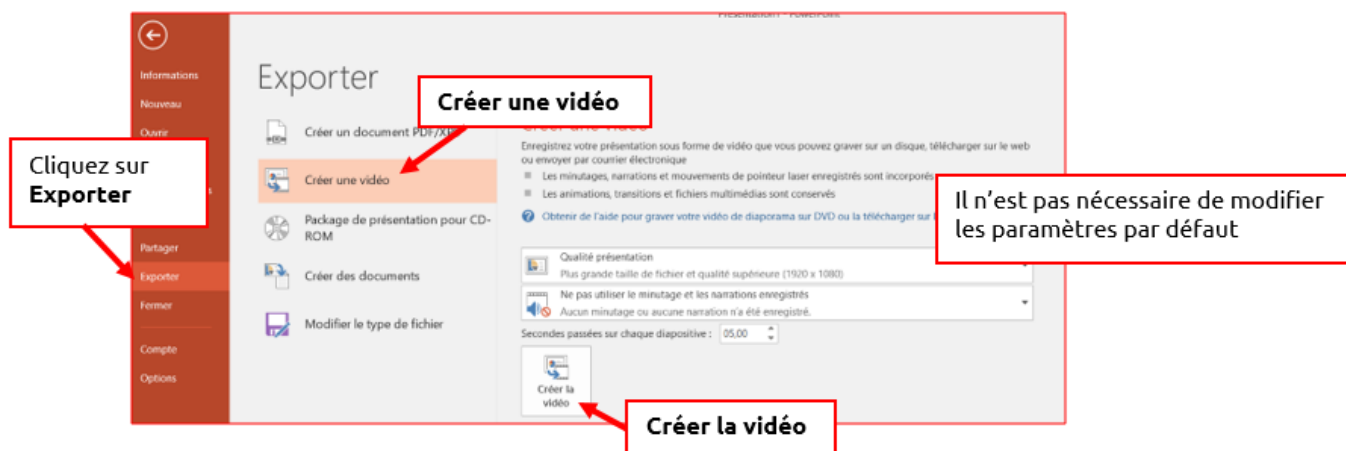 Présentation1 - PowerPoint
Informations
Nouveau
Ouvrir
Cliquez sur
Exporter
Partager
Exporter
Fermer
Compte
Options
Exporter
Créer une vidéo
Créer un document PDF/
Créer une vidéo
Package de présentation pour CD-
ROM
Créer des documents
Modifier le type de fichier
Créer une vidéo
Enregistrez votre présentation sous forme de vidéo que vous pouvez graver sur un disque, télécharger sur le web
ou envoyer par courrier électronique
Les minutages, narrations et mouvements de pointeur laser enregistrés sont incorporés
Les animations, transitions et fichiers multimédias sont conservés
Obtenir de l'aide pour graver votre vidéo de diaporama sur DVD ou la télécharger sur
Il n’est pas nécessaire de modifier
les paramètres par défaut
Qualité présentation
Plus grande taille de fichier et qualité supérieure (1920 x 1080)
Ne pas utiliser le minutage et les narrations enregistrés
Aucun minutage ou aucune narration n'a été enregistré.
Secondes passées sur chaque diapositive : 05,00
Créer la
vidéo
Créer la vidéo